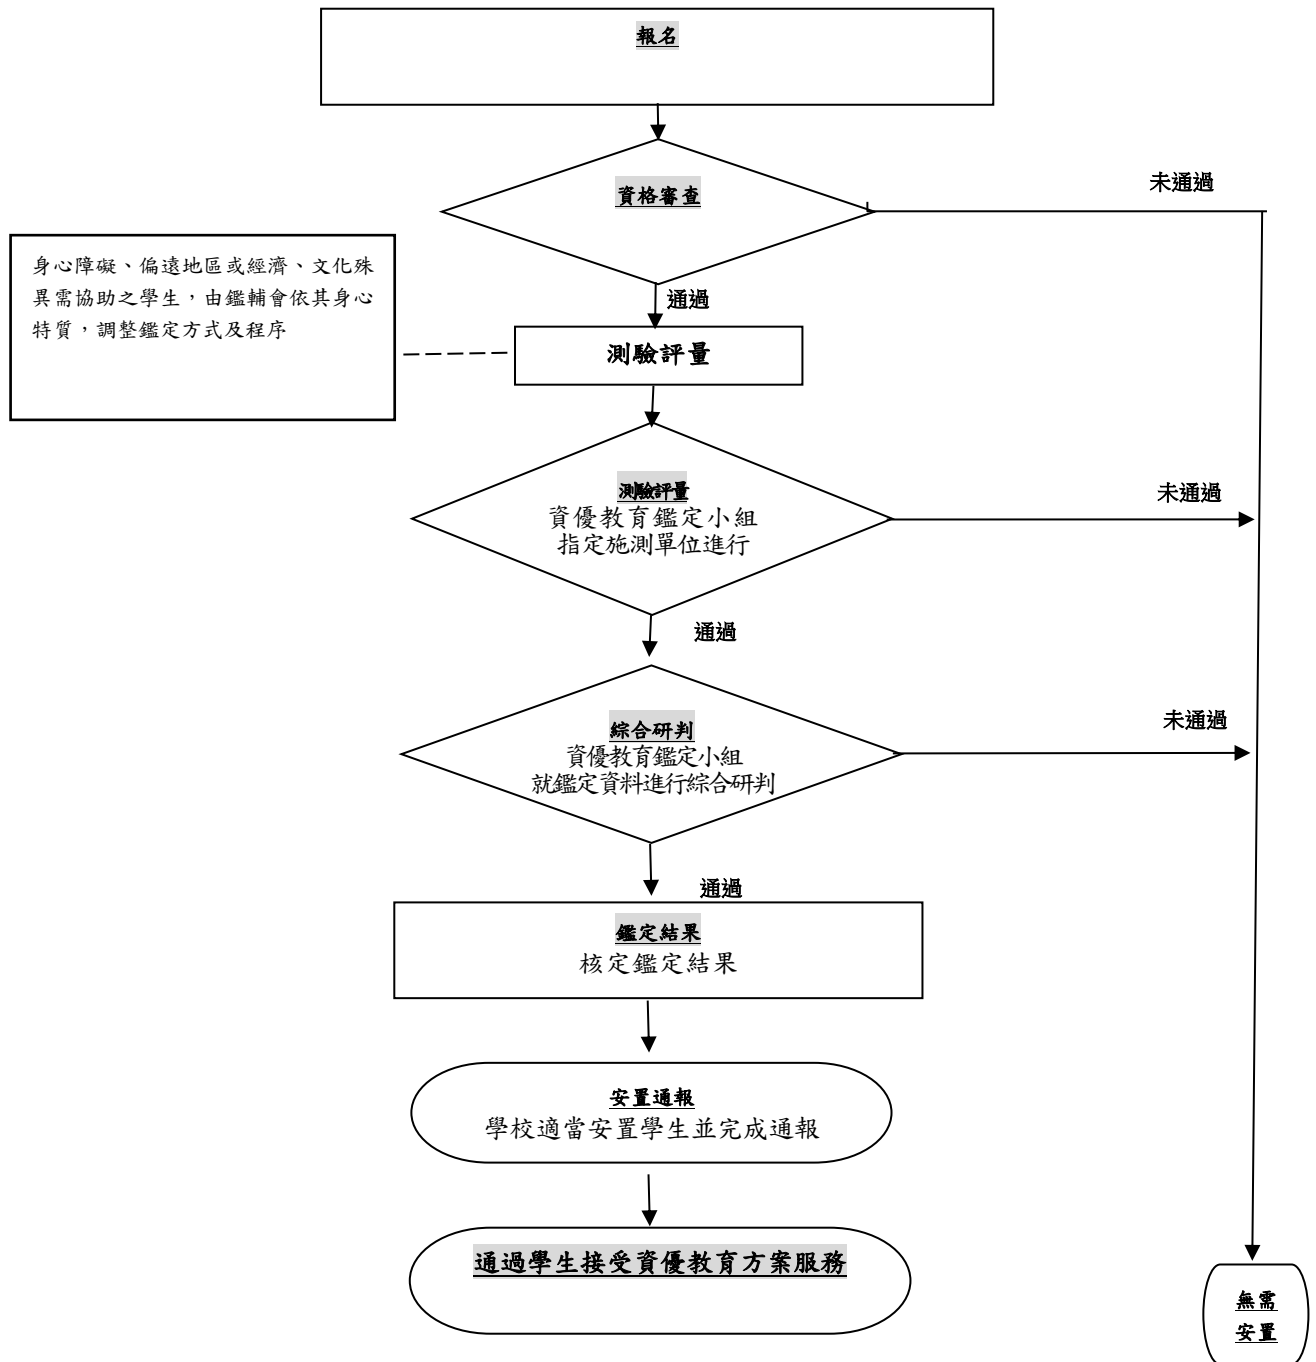 報名
資格審查
未通過
身心障礙、偏遠地區或經濟、文化殊
異需協助之學生，由鑑輔會依其身心
特質，調整鑑定方式及程序
通過
測驗評量
測驗評量
資優教育鑑定小組
指定施測單位進行
未通過
通過
綜合研判
資優教育鑑定小組
就鑑定資料進行綜合研判
未通過
通過
鑑定結果
核定鑑定結果
安置通報
學校適當安置學生並完成通報
通過學生接受資優教育方案服務
無需
安置